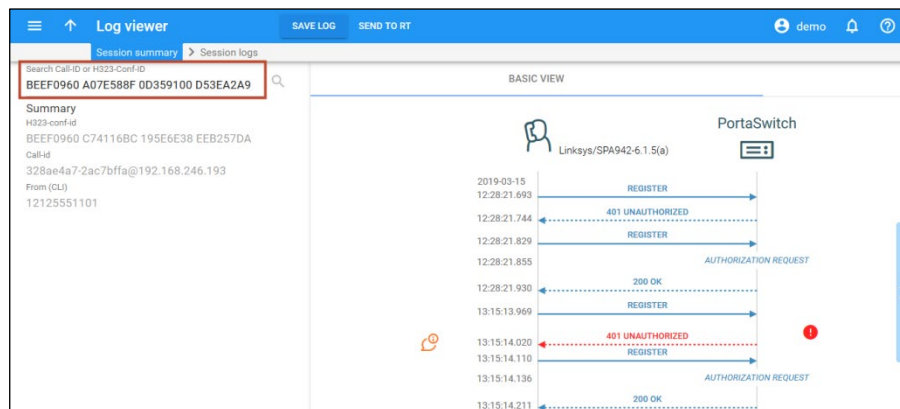 Log viewer
SAVE LOG
SEND TO RT
demo
Session summary > Session logs
Search Call-ID or H323-Conf-ID
BEEF0960 A07E588F 0D359100 D53EA2A9
Summary
H323-conf-id
BEEF0960 C74116BC 195E6E38 EEB257DA
Call-id
328ae4a7-2ac7bffa@192.168.246.193
From (CLI)
12125551101
BASIC VIEW
PortaSwitch
Linksys/SPA942-6.1.5(a)
2019-03-15
12:28:21.693 REGISTER
12:28:21.744 401 UNAUTHORIZED
12:28:21.829 REGISTER
12:28:21.855 AUTHORIZATION REQUEST
12:28:21.930 200 OK
13:15:13.969 REGISTER
13:15:14.020 401 UNAUTHORIZED
13:15:14.110 REGISTER
13:15:14.136 AUTHORIZATION REQUEST
13:15:14.211 200 OK